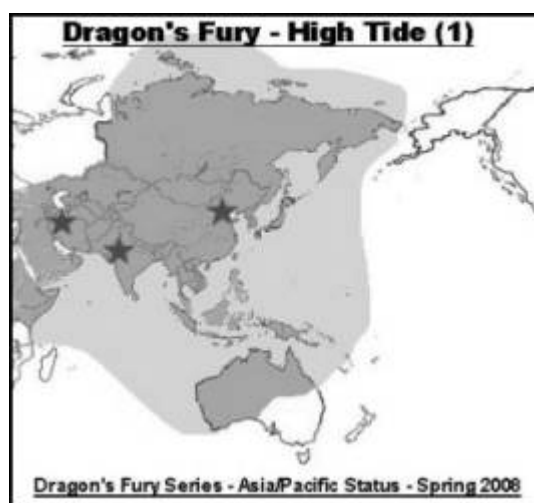 Dragon's Fury - High Tide (1)
Dragon's Fury Series - Asia/Pacific Status - Spring 2008